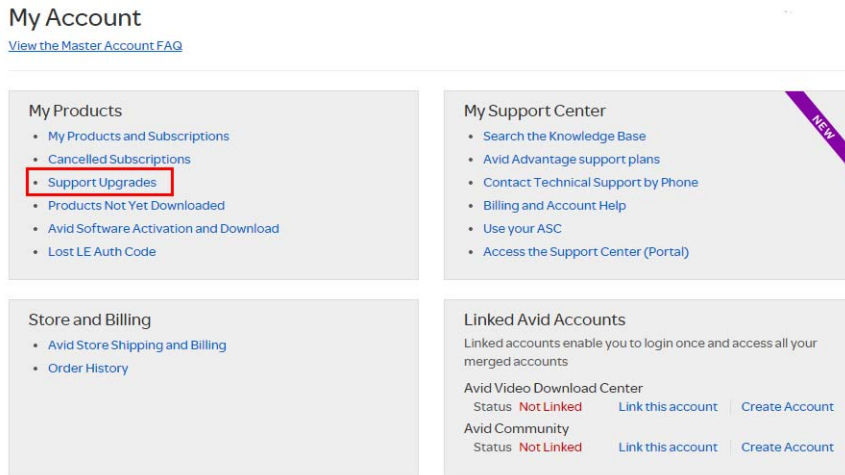 My Account
View the Master Account FAQ
My Products
• My Products and Subscriptions
• Cancelled Subscriptions
• Support Upgrades
• Products Not Yet Downloaded
• Avid Software Activation and Download
• Lost LE Auth Code
My Support Center
NEW
• Search the Knowledge Base
• Avid Advantage support plans
• Contact Technical Support by Phone
• Billing and Account Help
• Use your ASC
• Access the Support Center (Portal)
Store and Billing
• Avid Store Shipping and Billing
• Order History
Linked Avid Accounts
Linked accounts enable you to login once and access all your
merged accounts
Avid Video Download Center
Status Not Linked Link this account Create Account
Avid Community
Status Not Linked Link this account Create Account